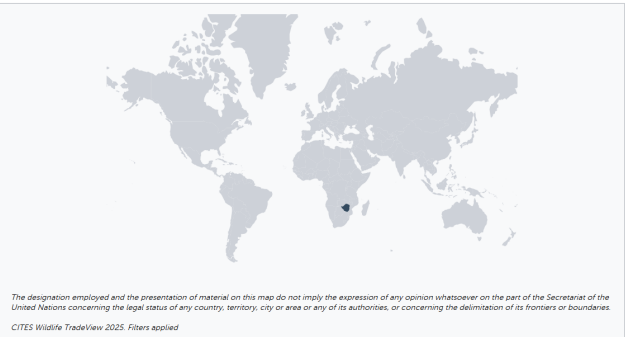 The designation employed and the presentation of material on this map do not imply the expression of any opinion whatsoever on the part of the Secretariat of the
United Nations concerning the legal status of any country, territory, city or area or any of its authorities, or concerning the delimitation of its frontiers or boundaries.
CITES Wildlife TradeView 2025. Filters applied